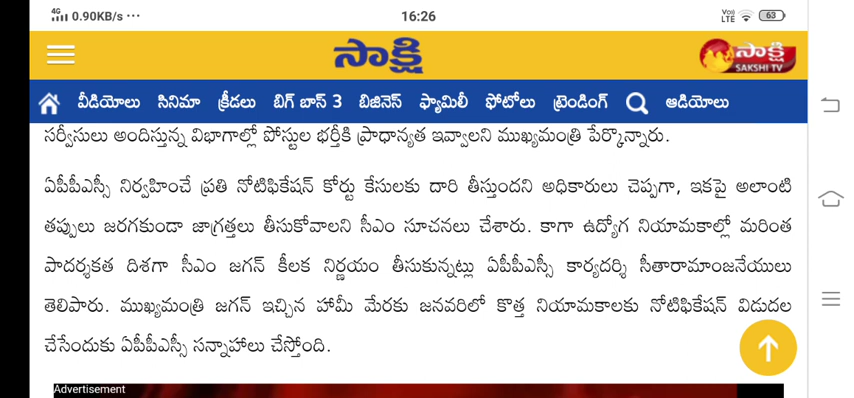 4G 0.90KB/s ··· 16:26 Vo)) LTE 63
సాక్షి సాక్షి SAKSHI TV
వీడియోలు సినిమా క్రీడలు బిగ్ బాస్ 3 బిజినెస్ ఫ్యామిలీ ఫోటోలు ట్రెండింగ్ ఆడియోలు
సర్వీసులు అందిస్తున్న విభాగాల్లో పోస్టుల భర్తీకి ప్రాధాన్యత ఇవ్వాలని ముఖ్యమంత్రి పేర్కొన్నారు.
ఏపీపీఎస్సీ నిర్వహించే ప్రతి నోటిఫికేషన్ కోర్టు కేసులకు దారి తీస్తుందని అధికారులు చెప్పగా, ఇకపై అలాంటి
తప్పులు జరగకుండా జాగ్రత్తలు తీసుకోవాలని సీఎం సూచనలు చేశారు. కాగా ఉద్యోగ నియామకాల్లో మరింత
పాదర్శకత దిశగా సీఎం జగన్ కీలక నిర్ణయం తీసుకున్నట్లు ఏపీపీఎస్సీ కార్యదర్శి సీతారామాంజనేయులు
తెలిపారు. ముఖ్యమంత్రి జగన్ ఇచ్చిన హామీ మేరకు జనవరిలో కొత్త నియామకాలకు నోటిఫికేషన్ విడుదల
చేసేందుకు ఏపీపీఎస్సీ సన్నాహాలు చేస్తోంది.
Advertisement